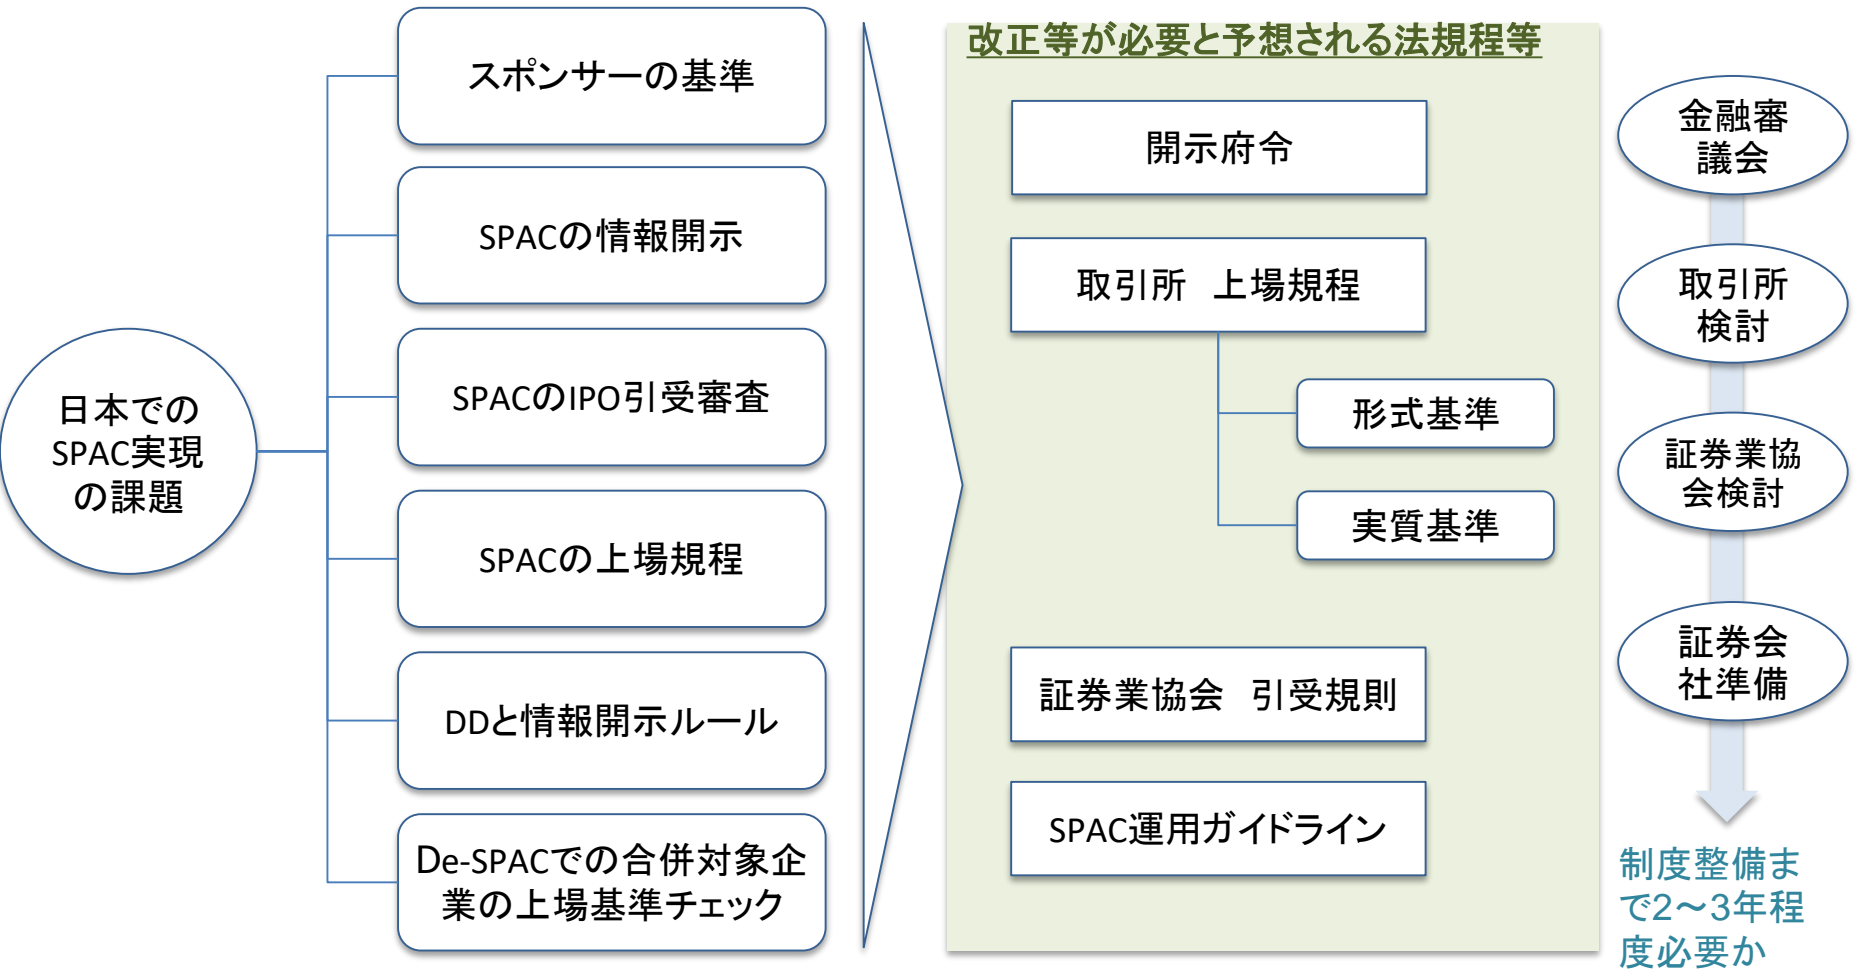 日本での
SPAC実現
の課題
スポンサーの基準
SPACの情報開示
SPACのIPO引受審査
SPACの上場規程
DDと情報開示ルール
De-SPACでの合併対象企
業の上場基準チェック
改正等が必要と予想される法規程等
開示府令
取引所　上場規程
形式基準
実質基準
証券業協会　引受規則
SPAC運用ガイドライン
金融審
議会
取引所
検討
証券業協
会検討
証券会
社準備
制度整備ま
で2～3年程
度必要か